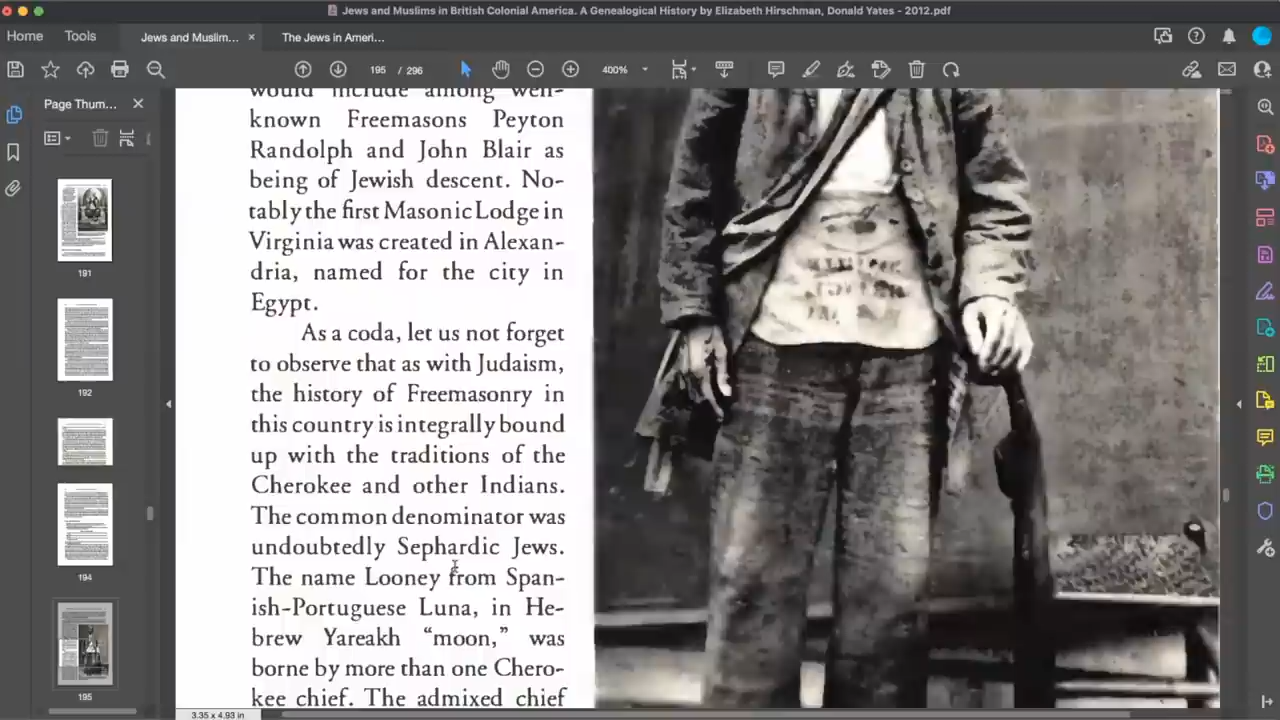 Jews and Muslims in British Colonial America. A Genealogical History by Elizabeth Hirschman, Donald Yates - 2012.pdf
Home Tools Jews and Muslim... × The Jews in Ameri...
195 / 296 400%
Page Thum...
191
192
194
195
would include among well-
known Freemasons Peyton
Randolph and John Blair as
being of Jewish descent. No-
tably the first Masonic Lodge in
Virginia was created in Alexan-
dria, named for the city in
Egypt.
As a coda, let us not forget
to observe that as with Judaism,
the history of Freemasonry in
this country is integrally bound
up with the traditions of the
Cherokee and other Indians.
The common denominator was
undoubtedly Sephardic Jews.
The name Looney from Span-
ish-Portuguese Luna, in He-
brew Yareakh “moon,” was
borne by more than one Chero-
kee chief. The admixed chief
3.35 x 4.93 in